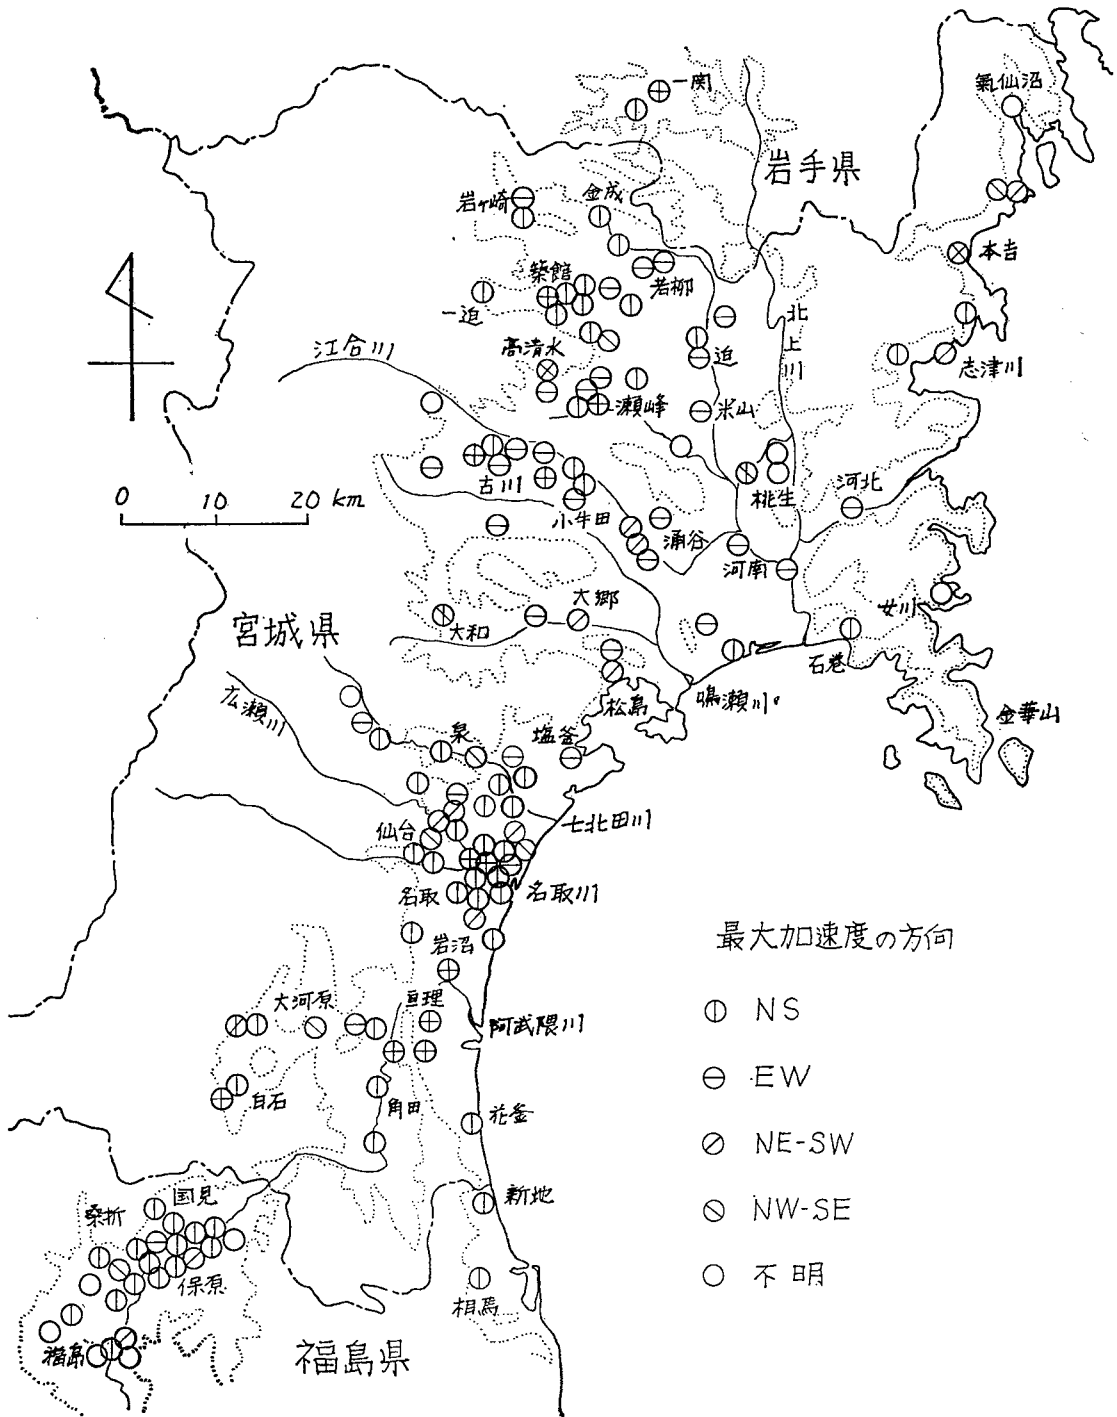 一関
氣仙沼
岩手県
岩ヶ崎
金成
本吉
築館
若柳
一迫
北上川
江合川
高清水
迫
志津川
瀬峰
米山
古川
桃生
河北
0 10 20 km
小牛田
涌谷
河南
大郷
女川
宮城県
大和
石巻
広瀬川
松島
鳴瀬川
金華山
泉
塩釜
仙台
七北田川
名取
名取川
岩沼
最大加速度の方向
大河原
亘理
NS
阿武隈川
EW
白石
角田
花釜
NE-SW
国見
新地
桑折
NW-SE
保原
不明
相馬
福島
福島県